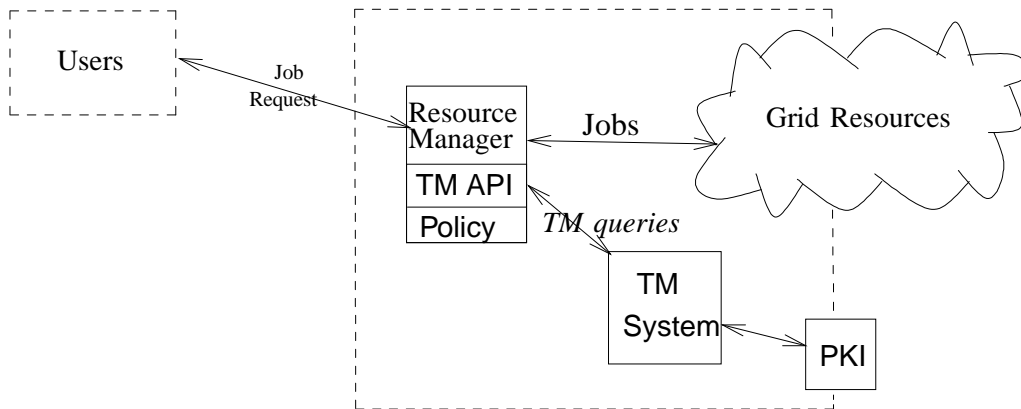 Users
Job
Request
Resource
Manager
Jobs
Grid Resources
TM API
Policy
TM queries
TM
System
PKI